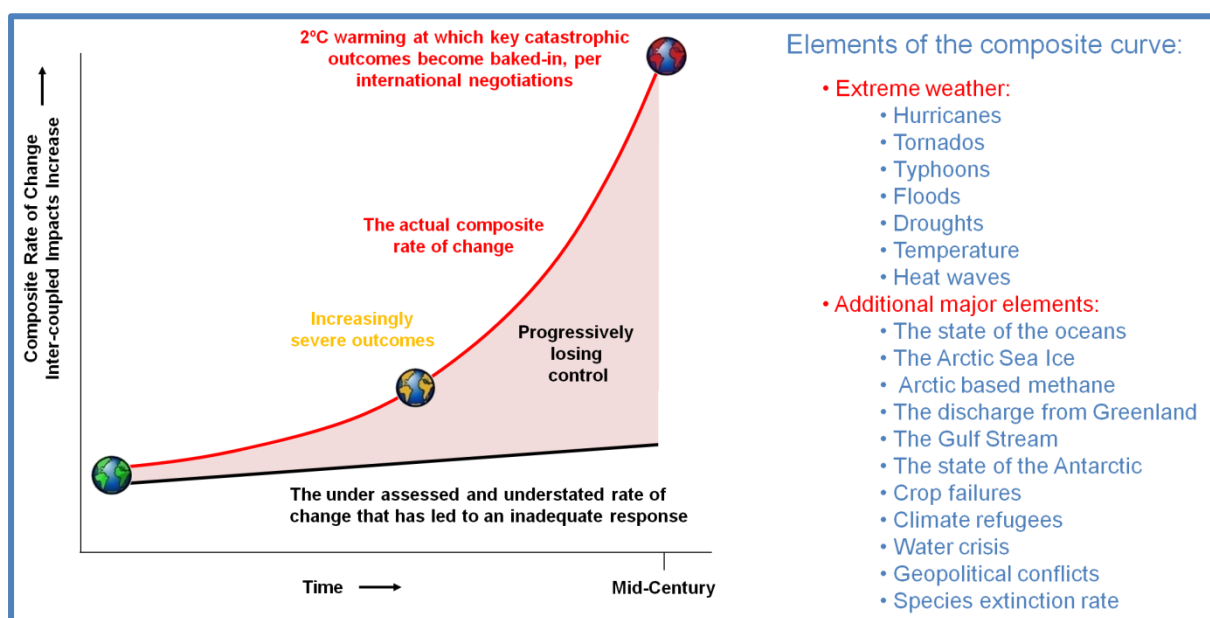 2ºC warming at which key catastrophic
outcomes become baked-in, per
international negotiations
The actual composite
rate of change
Increasingly
severe outcomes
Progressively
losing
control
The under assessed and understated rate of
change that has led to an inadequate response
Composite Rate of Change
Inter-coupled Impacts Increase
Time
Mid-Century
Elements of the composite curve:
• Extreme weather:
• Hurricanes
• Tornados
• Typhoons
• Floods
• Droughts
• Temperature
• Heat waves
• Additional major elements:
• The state of the oceans
• The Arctic Sea Ice
• Arctic based methane
• The discharge from Greenland
• The Gulf Stream
• The state of the Antarctic
• Crop failures
• Climate refugees
• Water crisis
• Geopolitical conflicts
• Species extinction rate